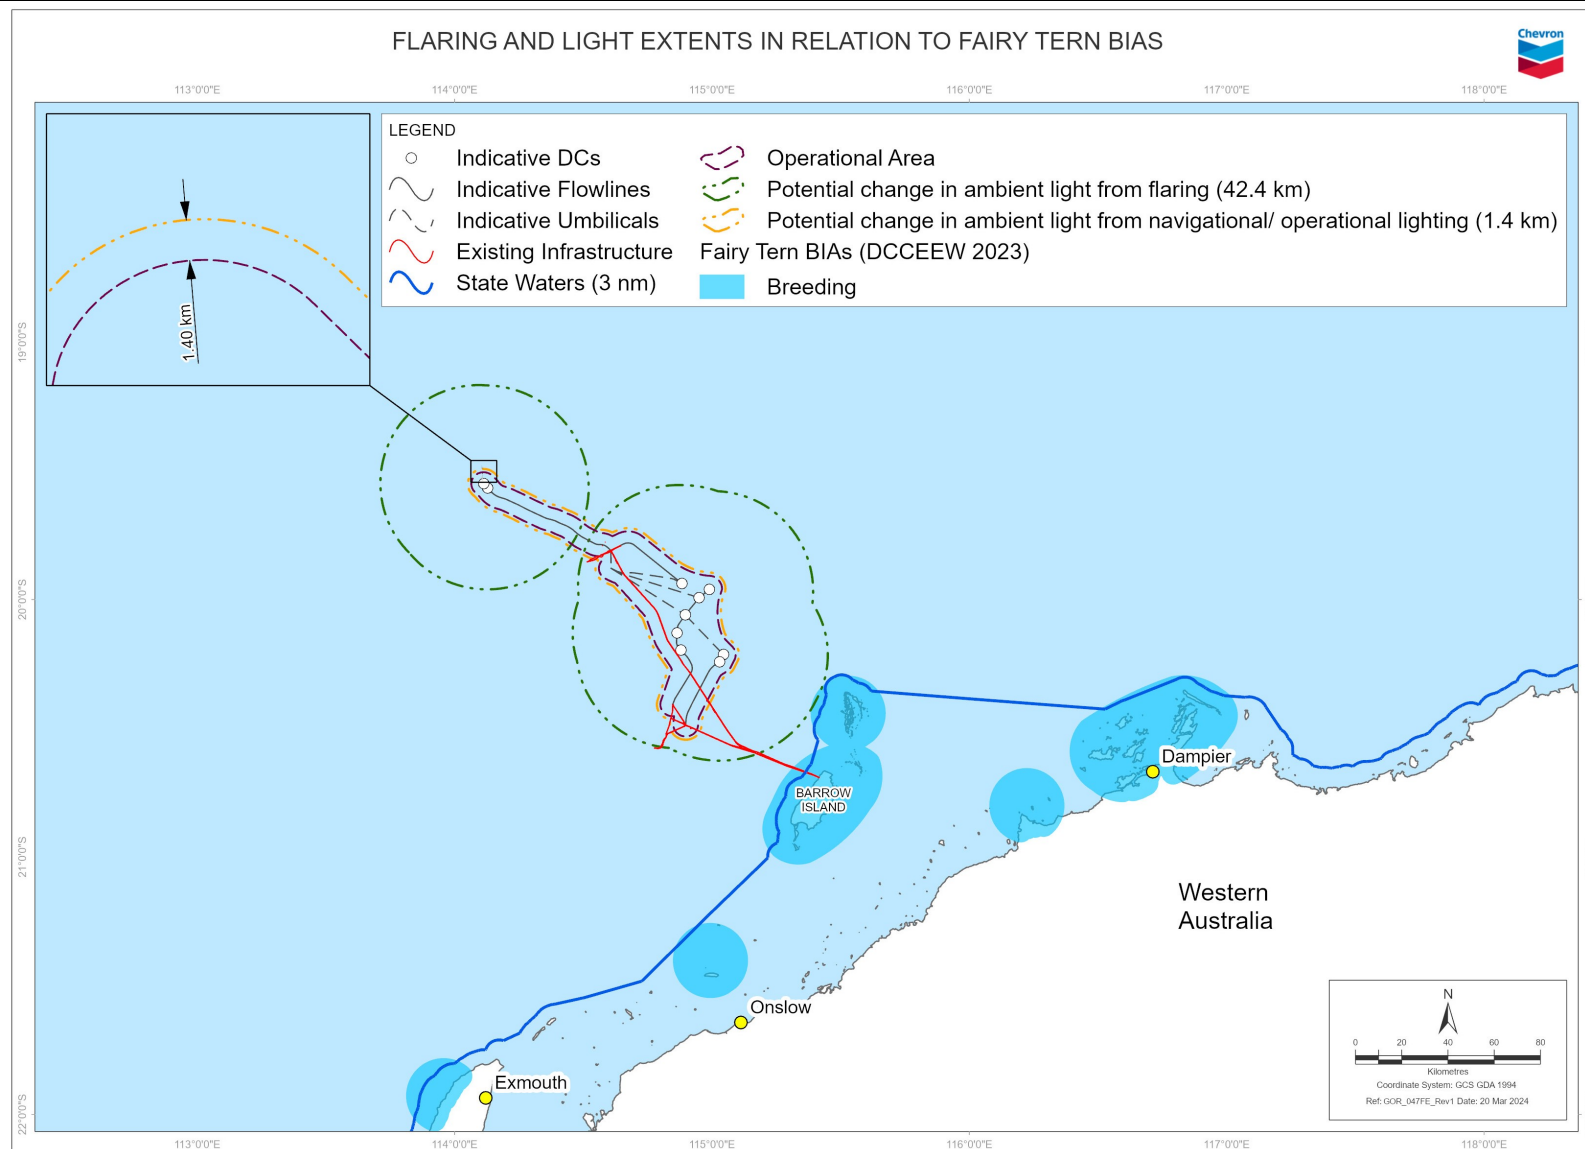 FLARING AND LIGHT EXTENTS IN RELATION TO FAIRY TERN BIAS
Chevron
113°0'0"E
114°0'0"E
115°0'0"E
116°0'0"E
117°0'0"E
118°0'0"E
LEGEND
Indicative DCs
Indicative Flowlines
Indicative Umbilicals
Existing Infrastructure
State Waters (3 nm)
Operational Area
Potential change in ambient light from flaring (42.4 km)
Potential change in ambient light from navigational/ operational lighting (1.4 km)
Fairy Tern BIAs (DCCEEW 2023)
Breeding
1.40 km
19°0'0"S
20°0'0"S
21°0'0"S
22°0'0"S
Dampier
BARROW
ISLAND
Western
Australia
Onslow
Exmouth
N
0 20 40 60 80
Kilometres
Coordinate System: GCS GDA 1994
Ref: GOR_047FE_Rev1 Date: 20 Mar 2024
113°0'0"E
114°0'0"E
115°0'0"E
116°0'0"E
117°0'0"E
118°0'0"E